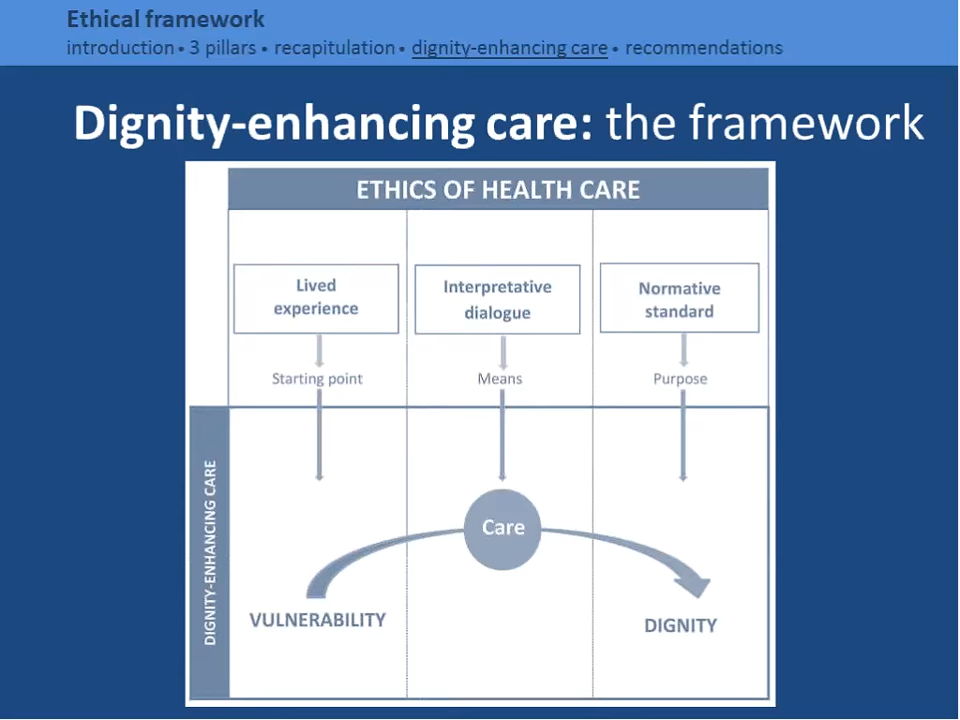 Ethical framework
introduction • 3 pillars • recapitulation • dignity-enhancing care • recommendations
Dignity-enhancing care: the framework
ETHICS OF HEALTH CARE
Lived
experience
Interpretative
dialogue
Normative
standard
Starting point
Means
Purpose
DIGNITY-ENHANCING CARE
Care
VULNERABILITY
DIGNITY